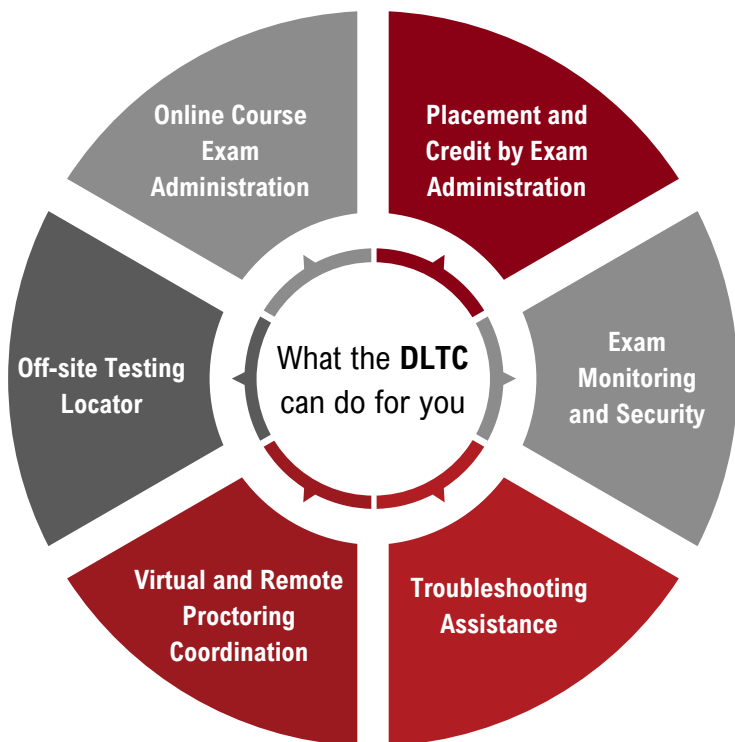 Online Course
Exam
Administration
Placement and
Credit by Exam
Administration
Off-site Testing
Locator
What the DLTC
can do for you
Exam
Monitoring
and Security
Virtual and Remote
Proctoring
Coordination
Troubleshooting
Assistance